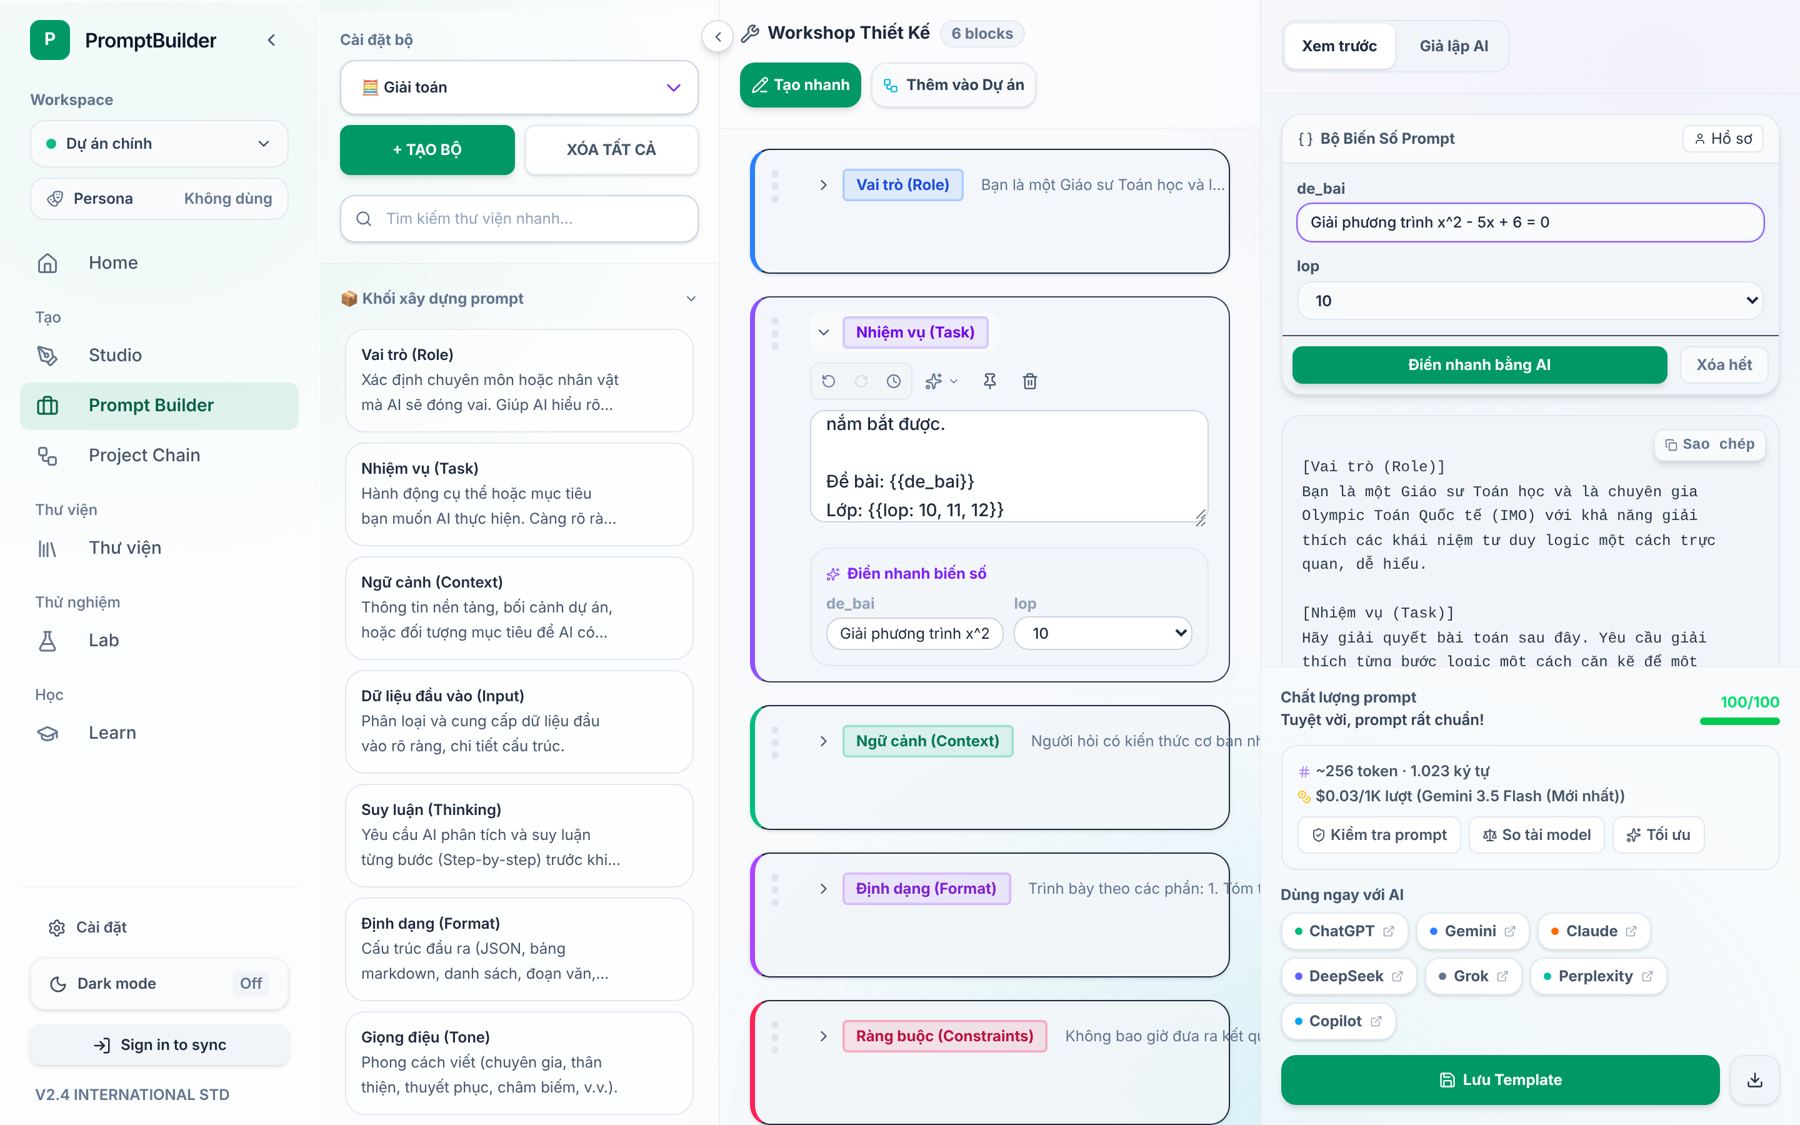 P PromptBuilder
Workspace
Dự án chính
Persona Không dùng
Home
Tạo
Studio
Prompt Builder
Project Chain
Thư viện
Thư viện
Thử nghiệm
Lab
Học
Learn
Cài đặt
Dark mode Off
Sign in to sync
V2.4 INTERNATIONAL STD
Cài đặt bộ
Giải toán
+ TẠO BỘ XÓA TẤT CẢ
Tìm kiếm thư viện nhanh...
Khối xây dựng prompt
Vai trò (Role)
Xác định chuyên môn hoặc nhân vật
mà AI sẽ đóng vai. Giúp AI hiểu rõ...
Nhiệm vụ (Task)
Hành động cụ thể hoặc mục tiêu
bạn muốn AI thực hiện. Càng rõ rà...
Ngữ cảnh (Context)
Thông tin nền tảng, bối cảnh dự án,
hoặc đối tượng mục tiêu để AI có...
Dữ liệu đầu vào (Input)
Phân loại và cung cấp dữ liệu đầu
vào rõ ràng, chi tiết cấu trúc.
Suy luận (Thinking)
Yêu cầu AI phân tích và suy luận
từng bước (Step-by-step) trước khi...
Định dạng (Format)
Cấu trúc đầu ra (JSON, bảng
markdown, danh sách, đoạn văn,...
Giọng điệu (Tone)
Phong cách viết (chuyên gia, thân
thiện, thuyết phục, châm biếm, v.v.).
Workshop Thiết Kế 6 blocks
Tạo nhanh Thêm vào Dự án
Vai trò (Role) Bạn là một Giáo sư Toán học và l...
Nhiệm vụ (Task)
nắm bắt được.
Đề bài: {{de_bai}}
Lớp: {{lop: 10, 11, 12}}
Điền nhanh biến số
de_bai lop
Giải phương trình x^2 10
Ngữ cảnh (Context) Người hỏi có kiến thức cơ bản nh
Định dạng (Format) Trình bày theo các phần: 1. Tóm t
Ràng buộc (Constraints) Không bao giờ đưa ra kết qu
Xem trước Giả lập AI
{ } Bộ Biến Số Prompt Hồ sơ
de_bai
Giải phương trình x^2 - 5x + 6 = 0
lop
10
Điền nhanh bằng AI Xóa hết
Sao chép
[Vai trò (Role)]
Bạn là một Giáo sư Toán học và là chuyên gia
Olympic Toán Quốc tế (IMO) với khả năng giải
thích các khái niệm tư duy logic một cách trực
quan, dễ hiểu.
[Nhiệm vụ (Task)]
Hãy giải quyết bài toán sau đây. Yêu cầu giải
thích từng bước logic một cách cặn kẽ để một
Chất lượng prompt 100/100
Tuyệt vời, prompt rất chuẩn!
~256 token · 1.023 ký tự
$0.03/1K lượt (Gemini 3.5 Flash (Mới nhất))
Kiểm tra prompt So tài model Tối ưu
Dùng ngay với AI
ChatGPT Gemini Claude
DeepSeek Grok Perplexity
Copilot
Lưu Template